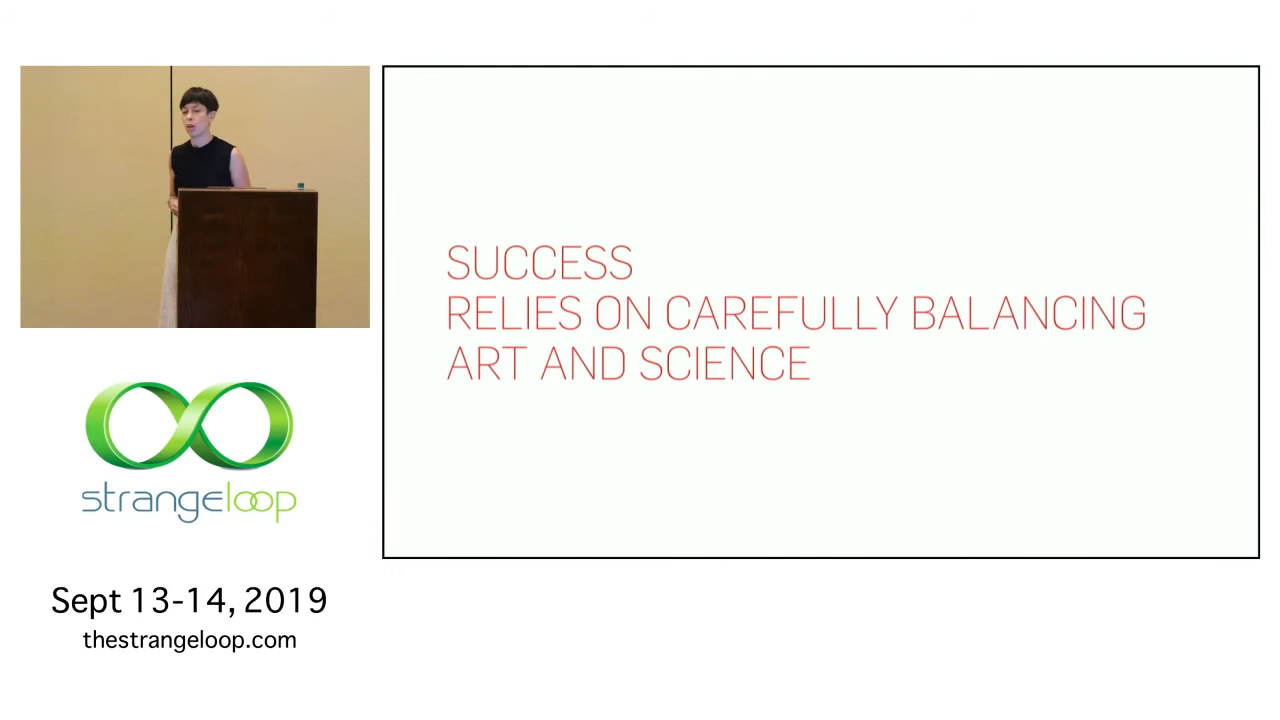 SUCCESS
RELIES ON CAREFULLY BALANCING
ART AND SCIENCE
strangeloop
Sept 13-14, 2019
thestrangeloop.com